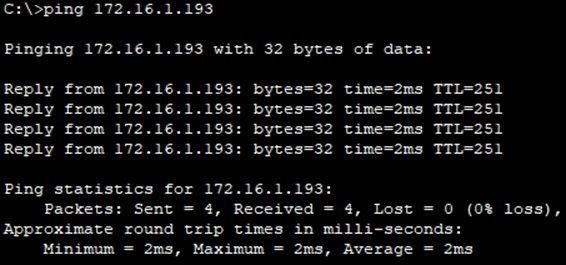 C:\>ping 172.16.1.193
Pinging 172.16.1.193 with 32 bytes of data:
Reply from 172.16.1.193: bytes=32 time=2ms TTL=251
Reply from 172.16.1.193: bytes=32 time=2ms TTL=251
Reply from 172.16.1.193: bytes=32 time=2ms TTL=251
Reply from 172.16.1.193: bytes=32 time=2ms TTL=251
Ping statistics for 172.16.1.193:
    Packets: Sent = 4, Received = 4, Lost = 0 (0% loss),
Approximate round trip times in milli-seconds:
    Minimum = 2ms, Maximum = 2ms, Average = 2ms